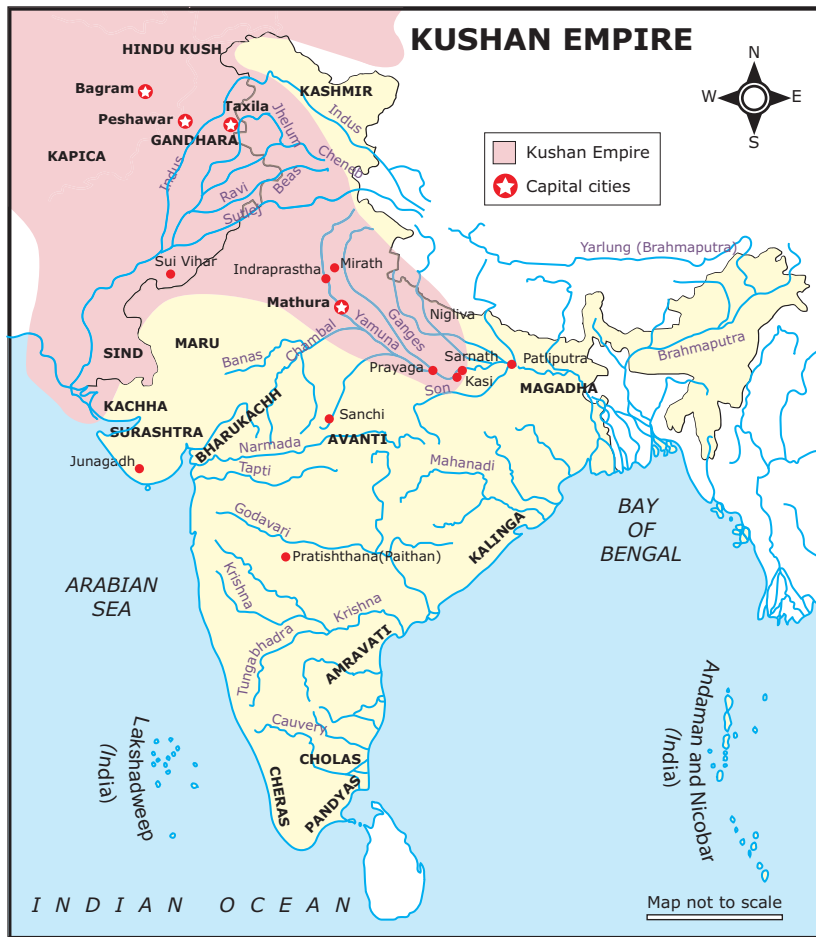 KUSHAN EMPIRE
HINDU KUSH
N
W
E
S
Bagram
KASHMIR
Taxila
Peshawar
GANDHARA
Jhelum
Indus
KAPICA
Cheneb
Kushan Empire
Capital cities
Indus
Ravi
Beas
Sutlej
Sui Vihar
Indraprastha
Mirath
Yarlung (Brahmaputra)
Mathura
Nigliva
SIND
MARU
Banas
Chambal
Yamuna
Ganges
Brahmaputra
Prayaga
Sarnath
Patliputra
Son
Kasi
MAGADHA
KACHHA
SURASHTRA
BHARUKACHH
Sanchi
AVANTI
Narmada
Junagadh
Tapti
Mahanadi
Godavari
KALINGA
BAY
OF
BENGAL
Pratishthana(Paithan)
ARABIAN
SEA
Krishna
Krishna
Tungabhadra
AMRAVATI
Cauvery
Lakshadweep
(India)
Andaman and Nicobar
(India)
CHOLAS
CHERAS
PANDYAS
INDIAN OCEAN
Map not to scale